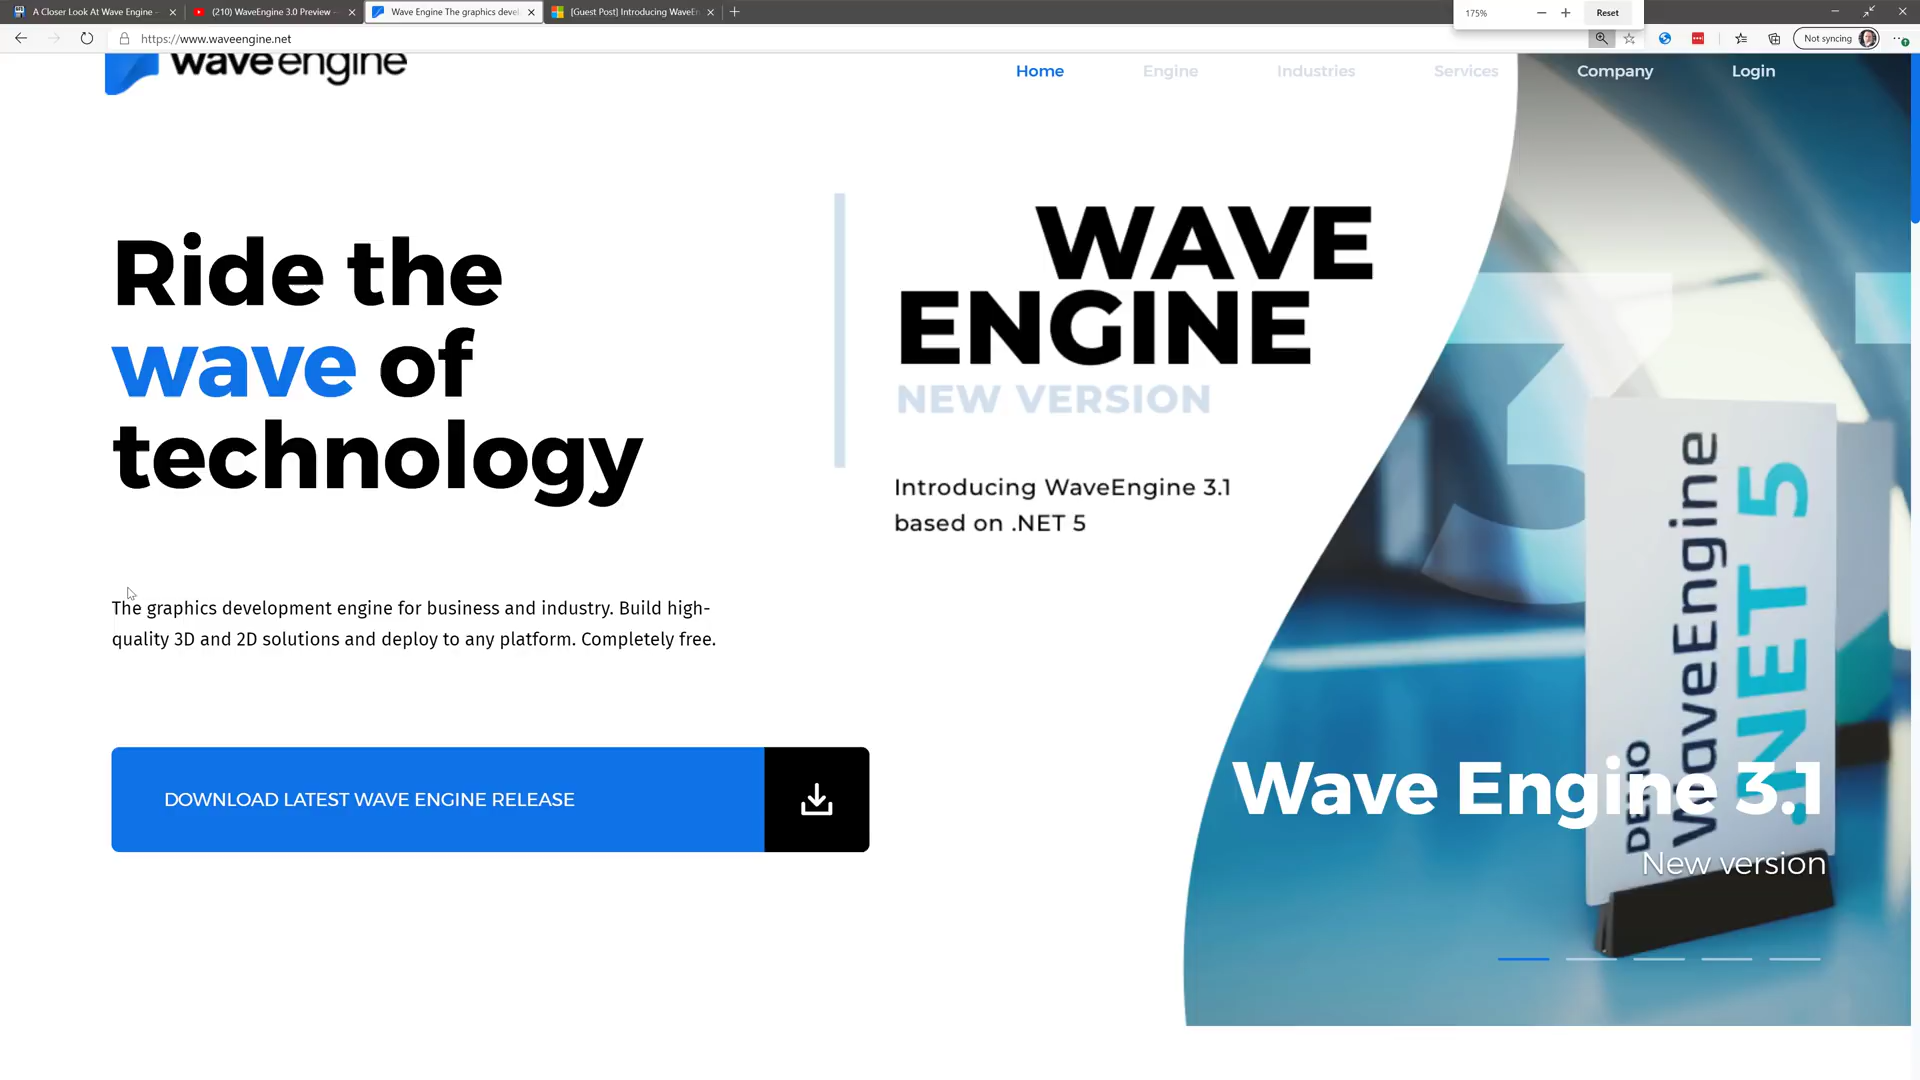 A Closer Look At Wave Engine -
(210) WaveEngine 3.0 Preview -
Wave Engine The graphics devel
[Guest Post] Introducing WaveEn
175%
Reset
https://www.waveengine.net
Not syncing
wave engine
Home
Engine
Industries
Services
Company
Login
Ride the
wave of
technology
WAVE
ENGINE
NEW VERSION
Introducing WaveEngine 3.1
based on .NET 5
The graphics development engine for business and industry. Build high-
quality 3D and 2D solutions and deploy to any platform. Completely free.
DOWNLOAD LATEST WAVE ENGINE RELEASE
3
DEMO
WaveEngine
.NET 5
Wave Engine 3.1
New version